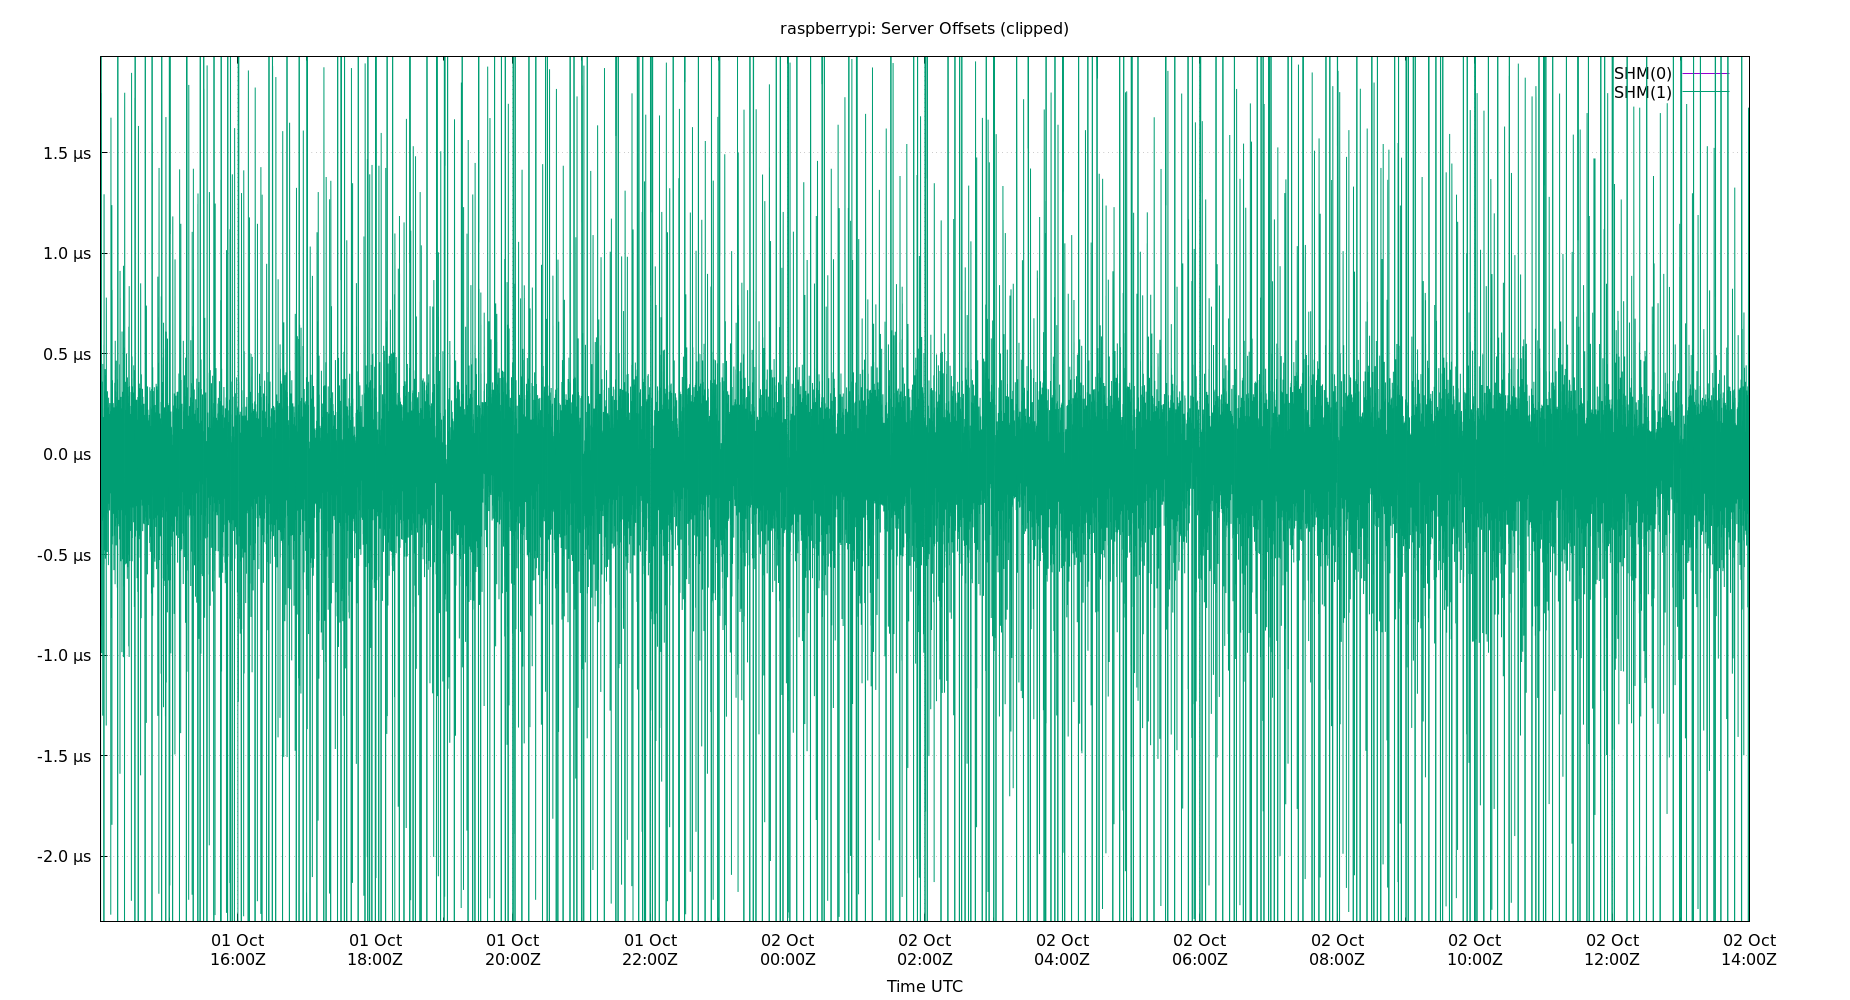 raspberrypi: Server Offsets (clipped)
SHM(0)
SHM(1)
1.5 µs
1.0 µs
0.5 µs
0.0 µs
-0.5 µs
-1.0 µs
-1.5 µs
-2.0 µs
01 Oct 01 Oct 01 Oct 01 Oct 02 Oct 02 Oct 02 Oct 02 Oct 02 Oct 02 Oct 02 Oct 02 Oct
16:00Z 18:00Z 20:00Z 22:00Z 00:00Z 02:00Z 04:00Z 06:00Z 08:00Z 10:00Z 12:00Z 14:00Z
Time UTC